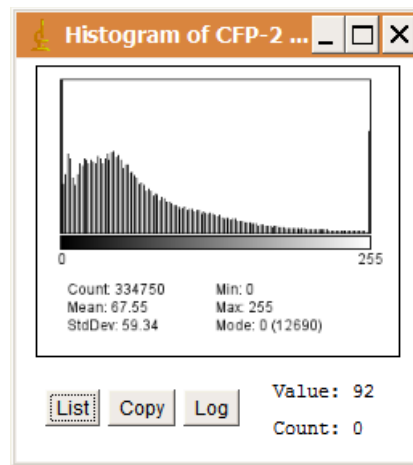 Histogram of CFP-2 ...
0 255
Count: 334750 Min: 0
Mean: 67.55 Max: 255
StdDev: 59.34 Mode: 0 (12690)
List Copy Log Value: 92
Count: 0